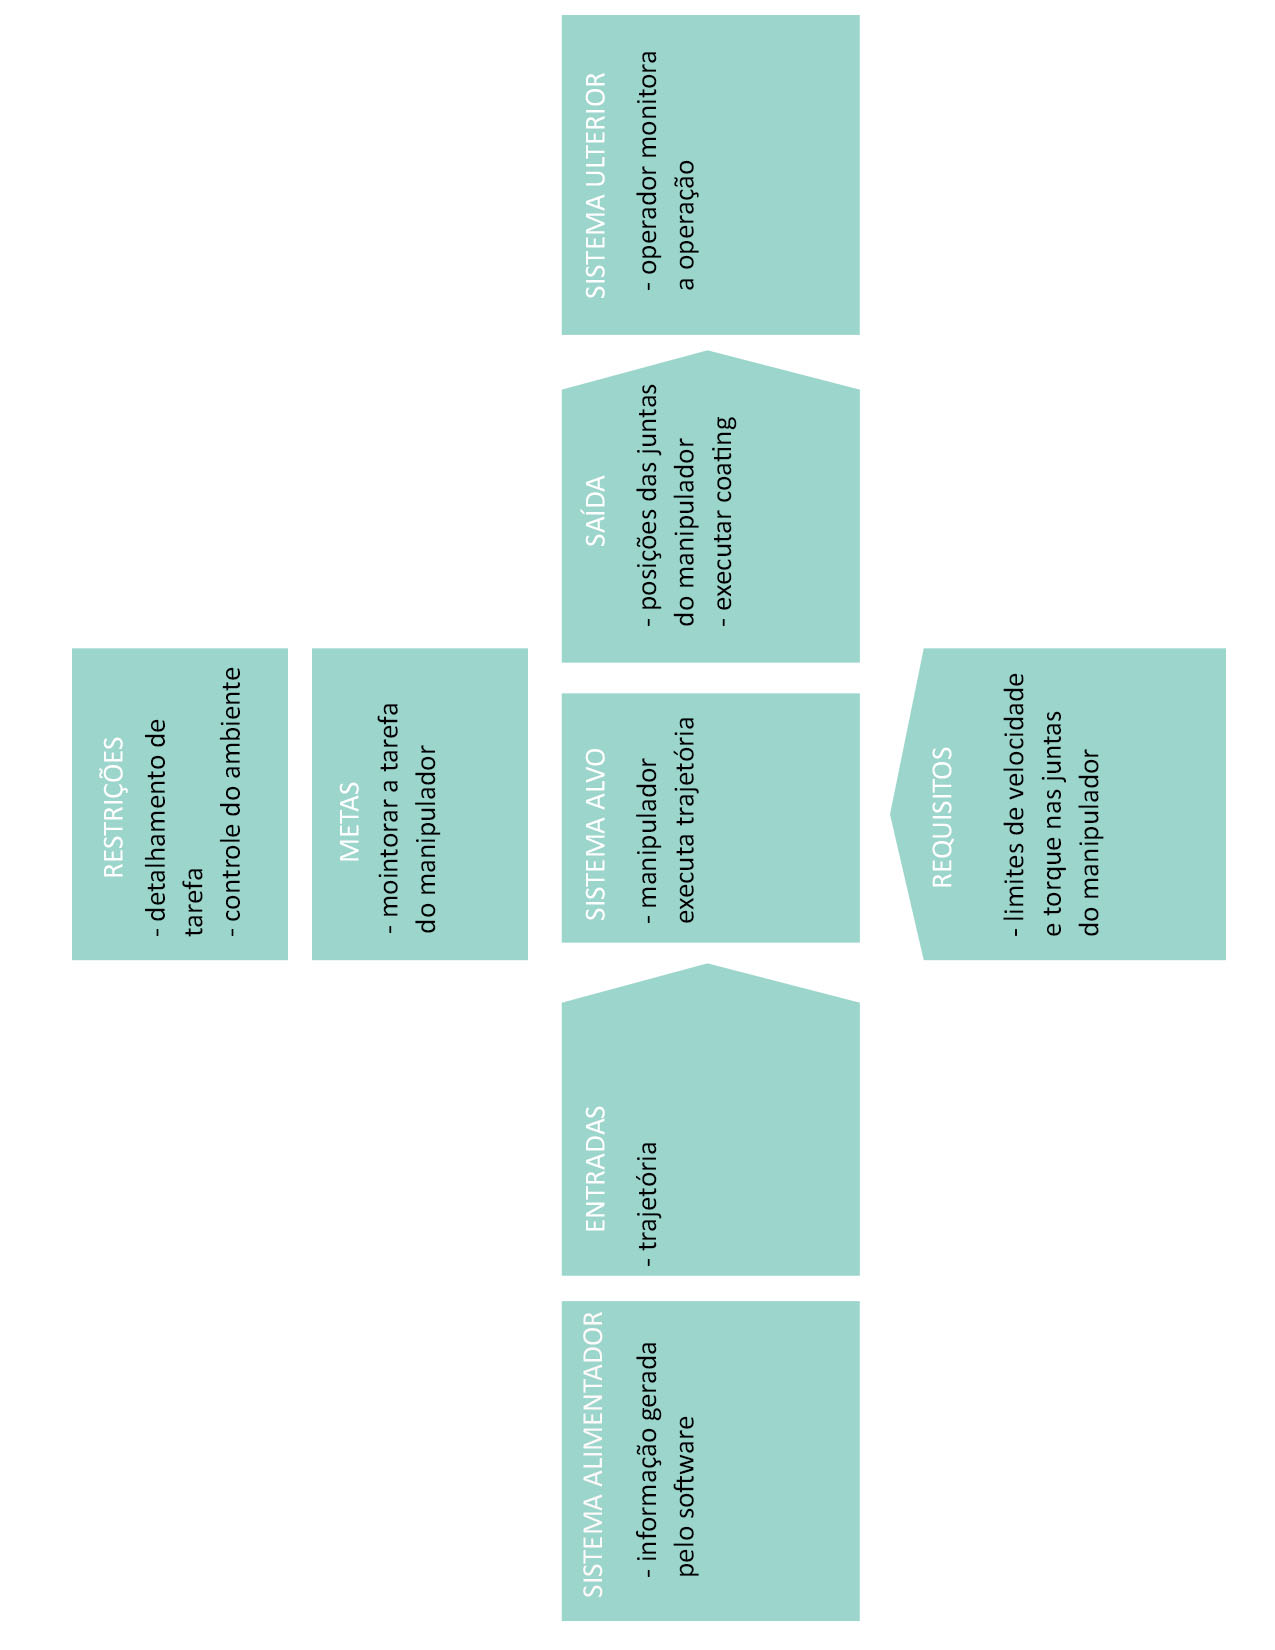 RESTRIÇÕES
- detalhamento de
tarefa
- controle do ambiente
METAS
- mointorar a tarefa
do manipulador
SISTEMA ALIMENTADOR
- informação gerada
pelo software
ENTRADAS
- trajetória
SISTEMA ALVO
- manipulador
executa trajetória
SAÍDA
- posições das juntas
do manipulador
- executar coating
SISTEMA ULTERIOR
- operador monitora
a operação
REQUISITOS
- limites de velocidade
e torque nas juntas
do manipulador